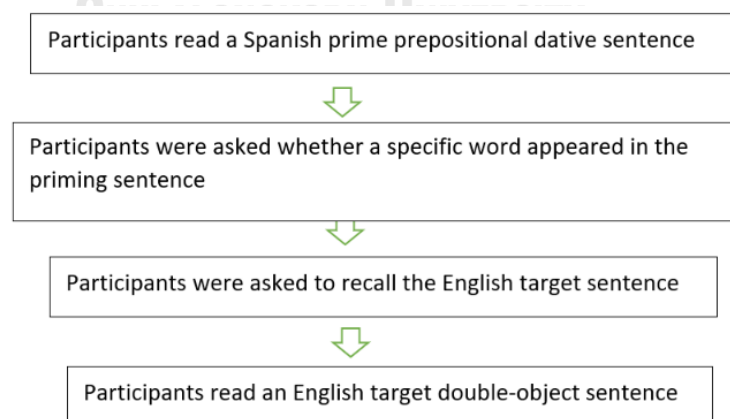 Participants read a Spanish prime prepositional dative sentence
Participants were asked whether a specific word appeared in the
priming sentence
Participants were asked to recall the English target sentence
Participants read an English target double-object sentence